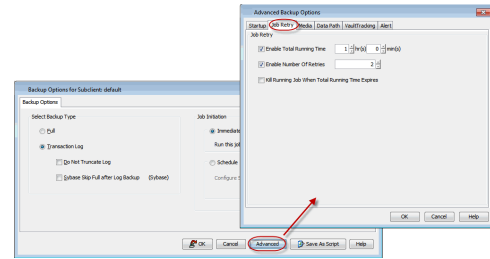 Advanced Backup Options
Startup Job Retry Media Data Path VaultTracking Alert
Job Retry
Enable Total Running Time 1 hr(s) 0 min(s)
Enable Number Of Retries 2
Kill Running Job When Total Running Time Expires
OK Cancel Help
Backup Options for Subclient: default
Backup Options
Select Backup Type
Full
Transaction Log
Do Not Truncate Log
Sybase Skip Full after Log Backup (Sybase)
Job Initiation
Immediate
Run this job
Schedule
Configure S
OK Cancel Advanced Save As Script Help